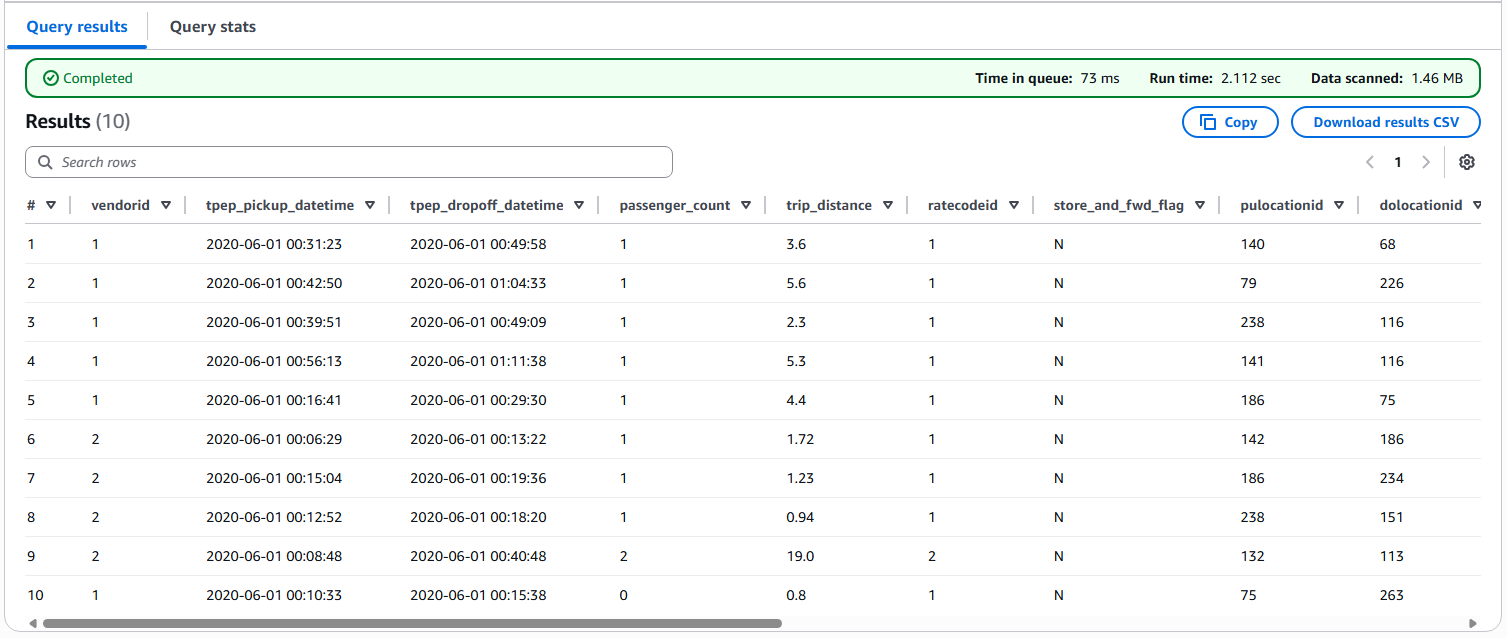 Query results Query stats
Completed Time in queue: 73 ms Run time: 2.112 sec Data scanned: 1.46 MB
Results (10) Copy Download results CSV
Search rows 1
# vendorid tpep_pickup_datetime tpep_dropoff_datetime passenger_count trip_distance ratecodeid store_and_fwd_flag pulocationid dolocationid
1 1 2020-06-01 00:31:23 2020-06-01 00:49:58 1 3.6 1 N 140 68
2 1 2020-06-01 00:42:50 2020-06-01 01:04:33 1 5.6 1 N 79 226
3 1 2020-06-01 00:39:51 2020-06-01 00:49:09 1 2.3 1 N 238 116
4 1 2020-06-01 00:56:13 2020-06-01 01:11:38 1 5.3 1 N 141 116
5 1 2020-06-01 00:16:41 2020-06-01 00:29:30 1 4.4 1 N 186 75
6 2 2020-06-01 00:06:29 2020-06-01 00:13:22 1 1.72 1 N 142 186
7 2 2020-06-01 00:15:04 2020-06-01 00:19:36 1 1.23 1 N 186 234
8 2 2020-06-01 00:12:52 2020-06-01 00:18:20 1 0.94 1 N 238 151
9 2 2020-06-01 00:08:48 2020-06-01 00:40:48 2 19.0 2 N 132 113
10 1 2020-06-01 00:10:33 2020-06-01 00:15:38 0 0.8 1 N 75 263